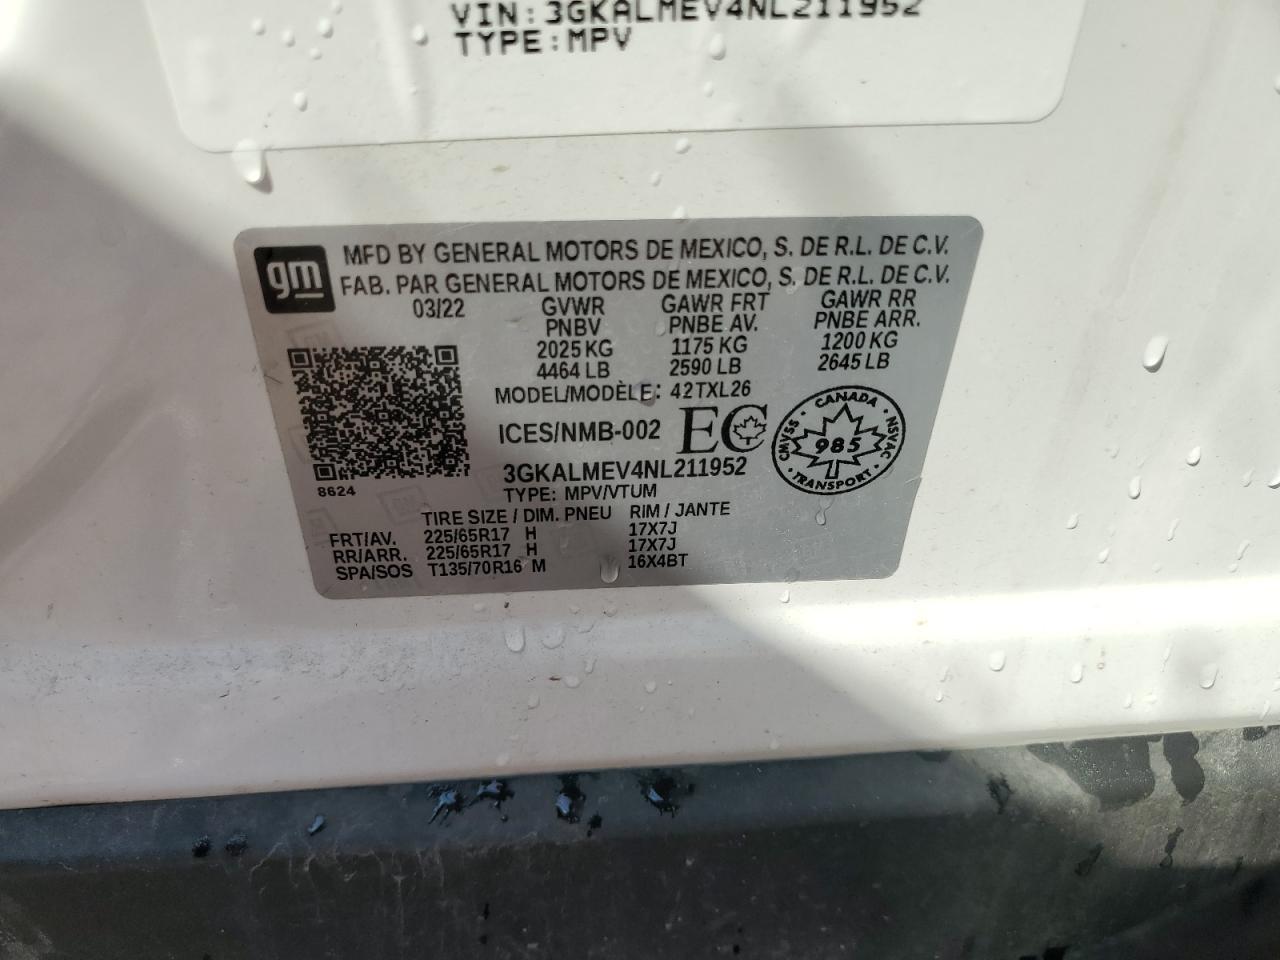 VIN:3GKALMEV4NL211952
TYPE:MPV
gm
MFD BY GENERAL MOTORS DE MEXICO, S. DE R.L. DE C.V.
FAB. PAR GENERAL MOTORS DE MEXICO, S. DE R.L. DE C.V.
03/22 GVWR GAWR FRT GAWR RR
PNBV PNBE AV. PNBE ARR.
2025 KG 1175 KG 1200 KG
4464 LB 2590 LB 2645 LB
MODEL/MODÈLE: 42TXL26
ICES/NMB-002 EC
CANADA CMVSS 985 NSVAC TRANSPORT
3GKALMEV4NL211952
8624
TYPE: MPV/VTUM
TIRE SIZE / DIM. PNEU RIM / JANTE
FRT/AV. 225/65R17 H 17X7J
RR/ARR. 225/65R17 H 17X7J
SPA/SOS T135/70R16 M 16X4BT